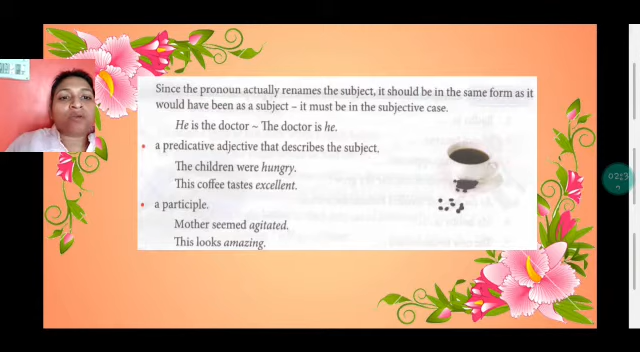 Since the pronoun actually renames the subject, it should be in the same form as it
would have been as a subject – it must be in the subjective case.
He is the doctor ~ The doctor is he.
• a predicative adjective that describes the subject.
The children were hungry.
This coffee tastes excellent.
• a participle.
Mother seemed agitated.
This looks amazing.